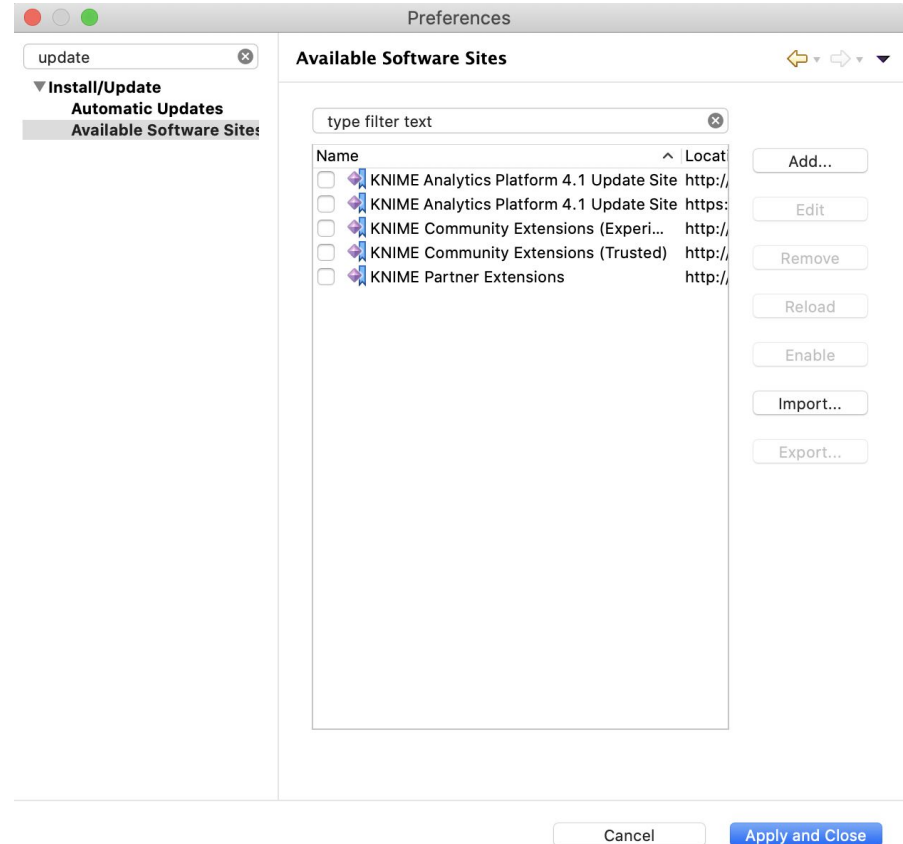 Preferences
update
Install/Update
Automatic Updates
Available Software Sites
Available Software Sites
type filter text
Name Locati
KNIME Analytics Platform 4.1 Update Site http://
KNIME Analytics Platform 4.1 Update Site https:
KNIME Community Extensions (Experi... http://
KNIME Community Extensions (Trusted) http://
KNIME Partner Extensions http://
Add...
Edit
Remove
Reload
Enable
Import...
Export...
Cancel
Apply and Close